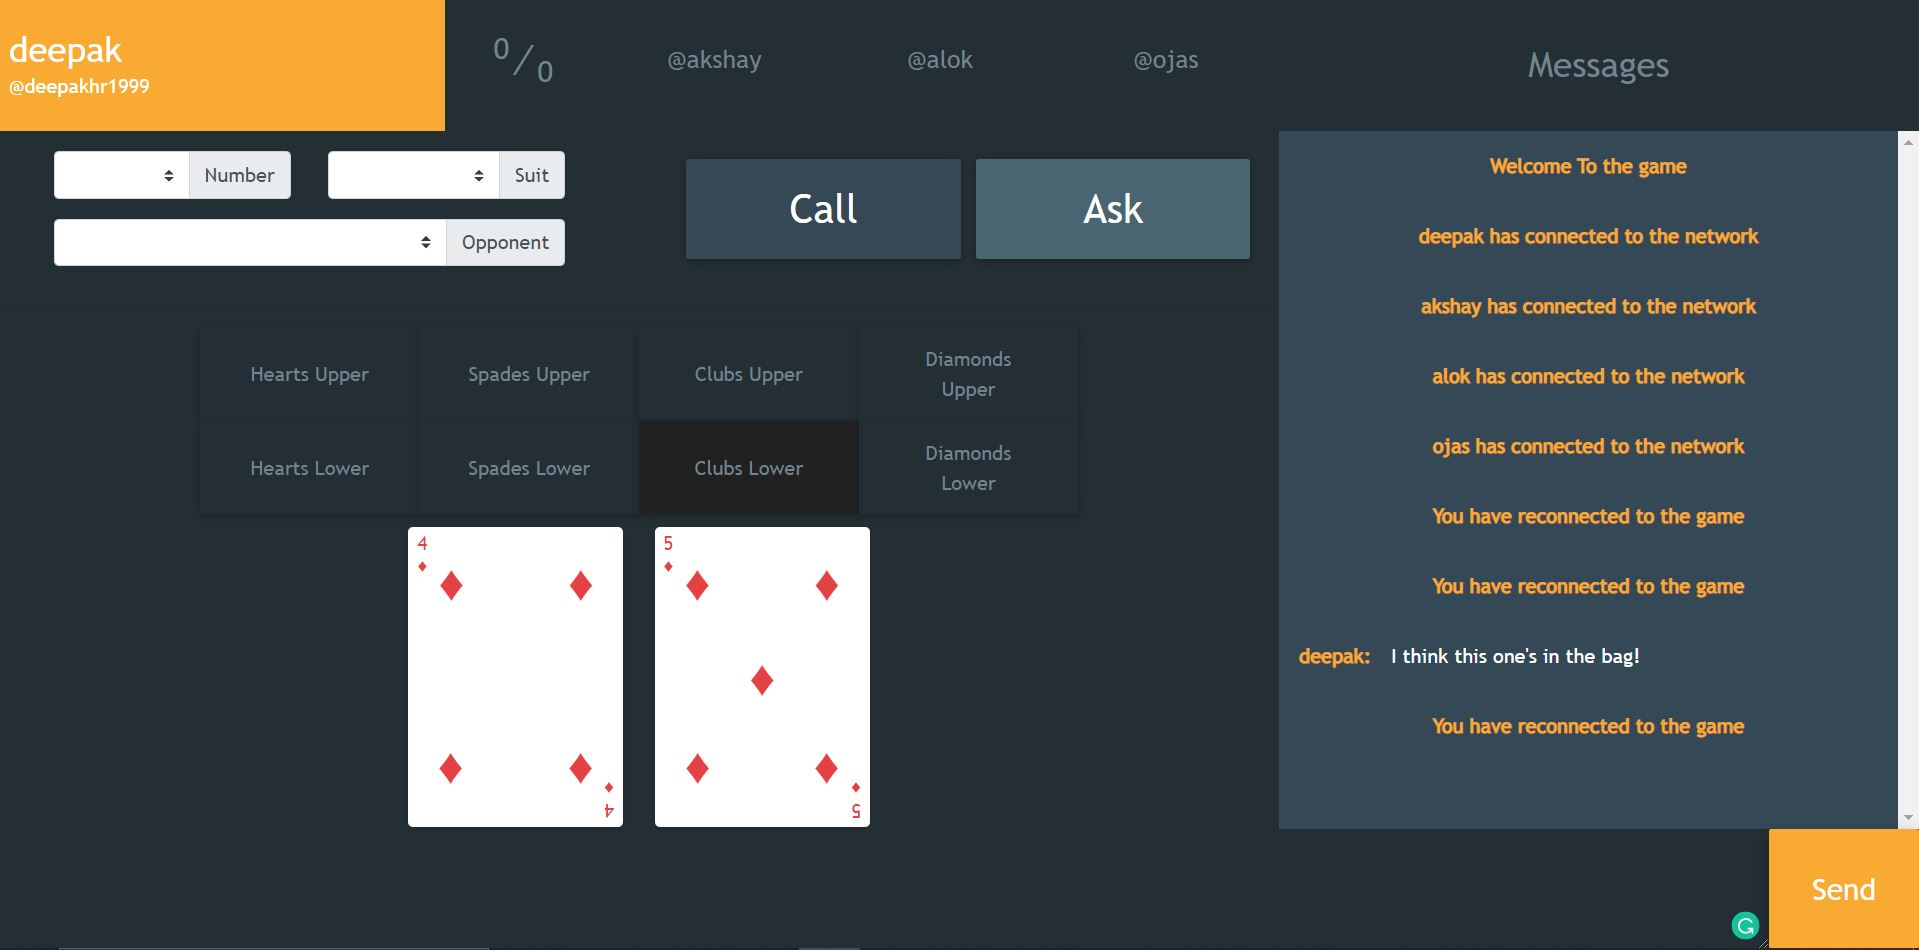 deepak
@deepakhr1999
0/0
@akshay
@alok
@ojas
Messages
Number
Suit
Opponent
Call
Ask
Hearts Upper
Spades Upper
Clubs Upper
Diamonds
Upper
Hearts Lower
Spades Lower
Clubs Lower
Diamonds
Lower
4
4
5
5
Welcome To the game
deepak has connected to the network
akshay has connected to the network
alok has connected to the network
ojas has connected to the network
You have reconnected to the game
You have reconnected to the game
deepak: I think this one's in the bag!
You have reconnected to the game
Send